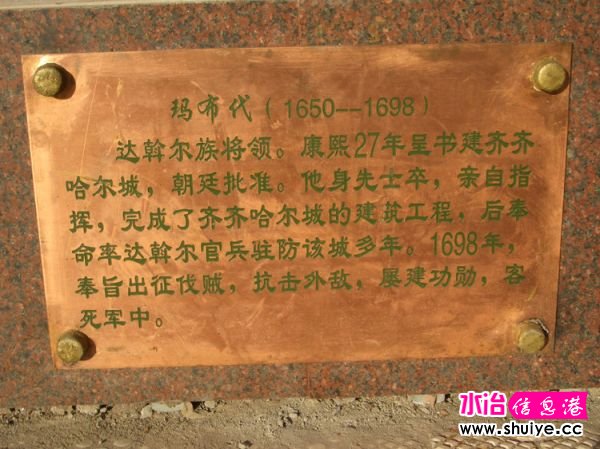 玛布代（1650--1698）
达斡尔族将领。康熙27年呈书建齐齐
哈尔城，朝廷批准。他身先士卒，亲自指
挥，完成了齐齐哈尔城的建筑工程，后奉
命率达斡尔官兵驻防该城多年。1698年，
奉旨出征伐贼，抗击外敌，屡建功勋，客
死军中。
水冶信息港
www.shuiye.cc